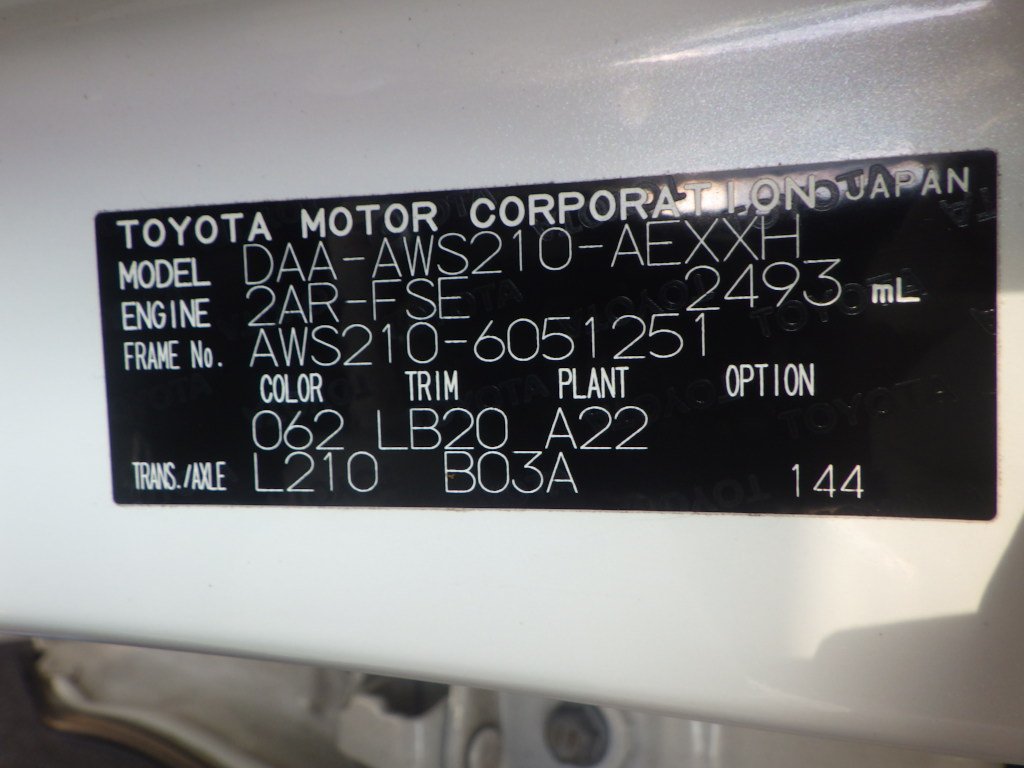 TOYOTA MOTOR CORPORATION JAPAN
MODEL DAA-AWS210-AEXXH
ENGINE 2AR-FSE 2493 mL
FRAME No. AWS210-6051251
COLOR TRIM PLANT OPTION
062 LB20 A22
TRANS./AXLE L210 B03A 144